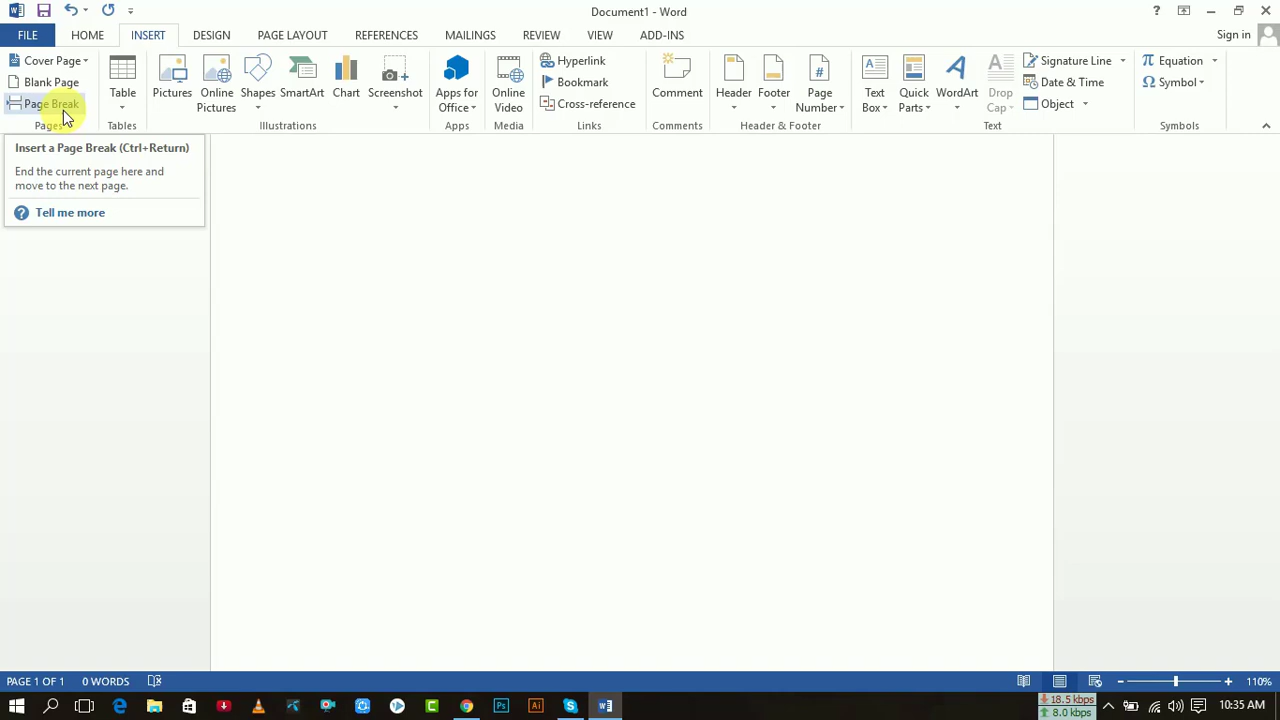 Document1 - Word
?
FILE HOME INSERT DESIGN PAGE LAYOUT REFERENCES MAILINGS REVIEW VIEW ADD-INS Sign in
Cover Page
Blank Page
Page Break
Pages
Table
Tables
Pictures
Online
Pictures
Shapes
SmartArt
Chart
Screenshot
Illustrations
Apps for
Office
Apps
Online
Video
Media
Hyperlink
Bookmark
Cross-reference
Links
Comment
Comments
Header
Footer
Page
Number
Header & Footer
Text
Box
Quick
Parts
WordArt
Drop
Cap
Signature Line
Date & Time
Object
Text
Equation
Symbol
Symbols
Insert a Page Break (Ctrl+Return)
End the current page here and
move to the next page.
Tell me more
PAGE 1 OF 1 0 WORDS 110%
18.5 kbps
8.0 kbps
10:35 AM